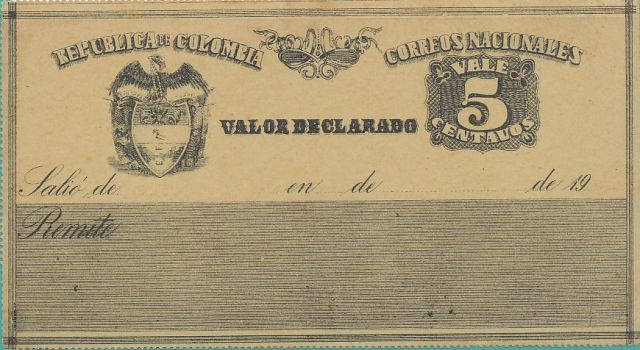 REPUBLICA DE COLOMBIA CORREOS NACIONALES
VALE
5
CENTAVOS
VALOR DECLARADO
Salió de en de de 19
Remite